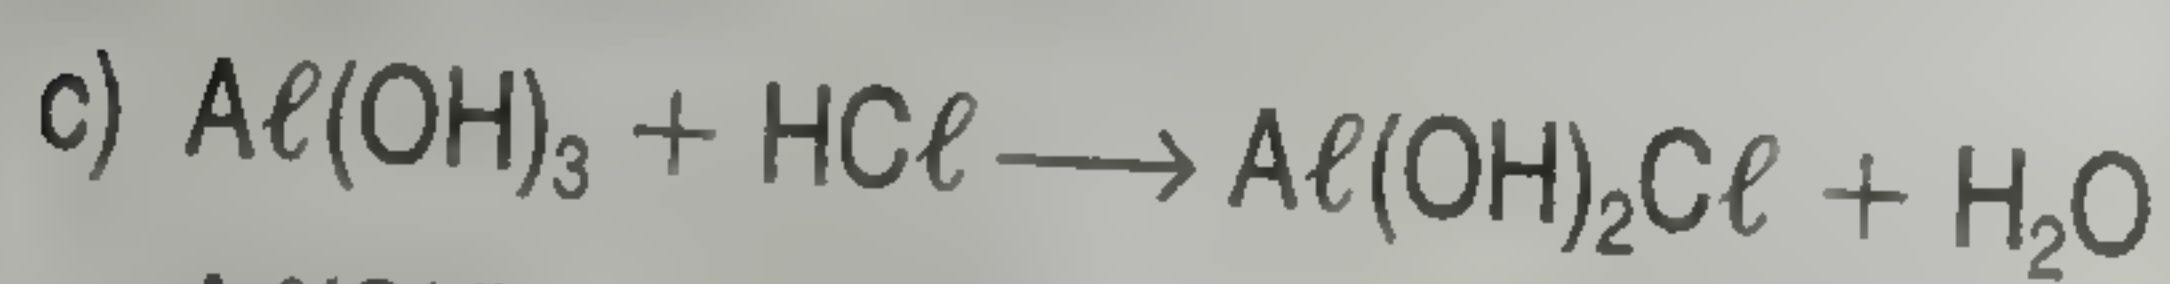 c) Aℓ(OH)₃ + HCℓ ⟶ Aℓ(OH)₂Cℓ + H₂O